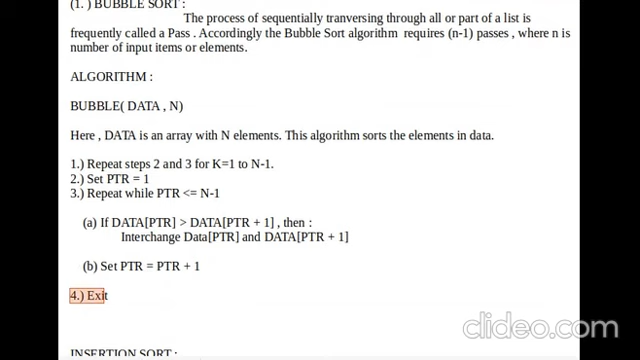 (1. ) BUBBLE SORT :
The process of sequentially tranversing through all or part of a list is
frequently called a Pass . Accordingly the Bubble Sort algorithm requires (n-1) passes , where n is
number of input items or elements.
ALGORITHM :
BUBBLE( DATA , N)
Here , DATA is an array with N elements. This algorithm sorts the elements in data.
1.) Repeat steps 2 and 3 for K=1 to N-1.
2.) Set PTR = 1
3.) Repeat while PTR <= N-1
(a) If DATA[PTR] > DATA[PTR + 1] , then :
Interchange Data[PTR] and DATA[PTR + 1]
(b) Set PTR = PTR + 1
4.) Exit
INSERTION SORT :
clideo.com